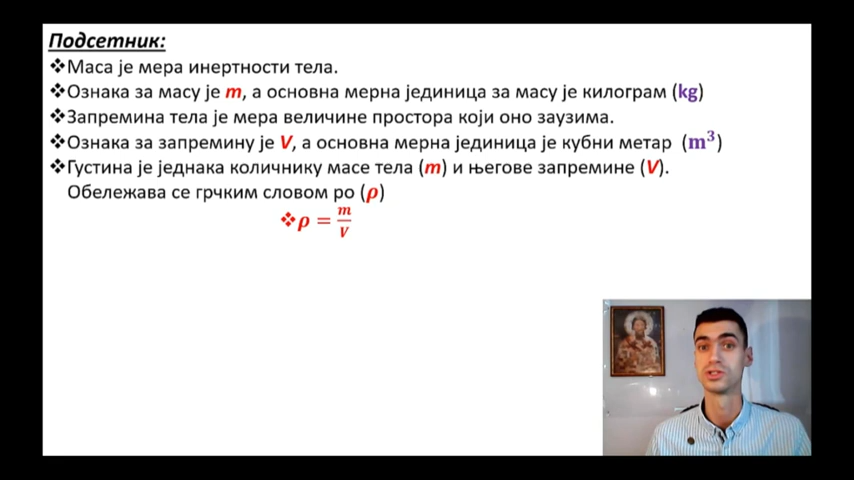 Подсетник:
❖Маса је мера инертности тела.
❖Ознака за масу је m, а основна мерна јединица за масу је килограм (kg)
❖Запремина тела је мера величине простора који оно заузима.
❖Ознака за запремину је V, а основна мерна јединица је кубни метар (m³)
❖Густина је једнака количнику масе тела (m) и његове запремине (V).
Обележава се грчким словом ро (ρ)
❖ρ = m/V